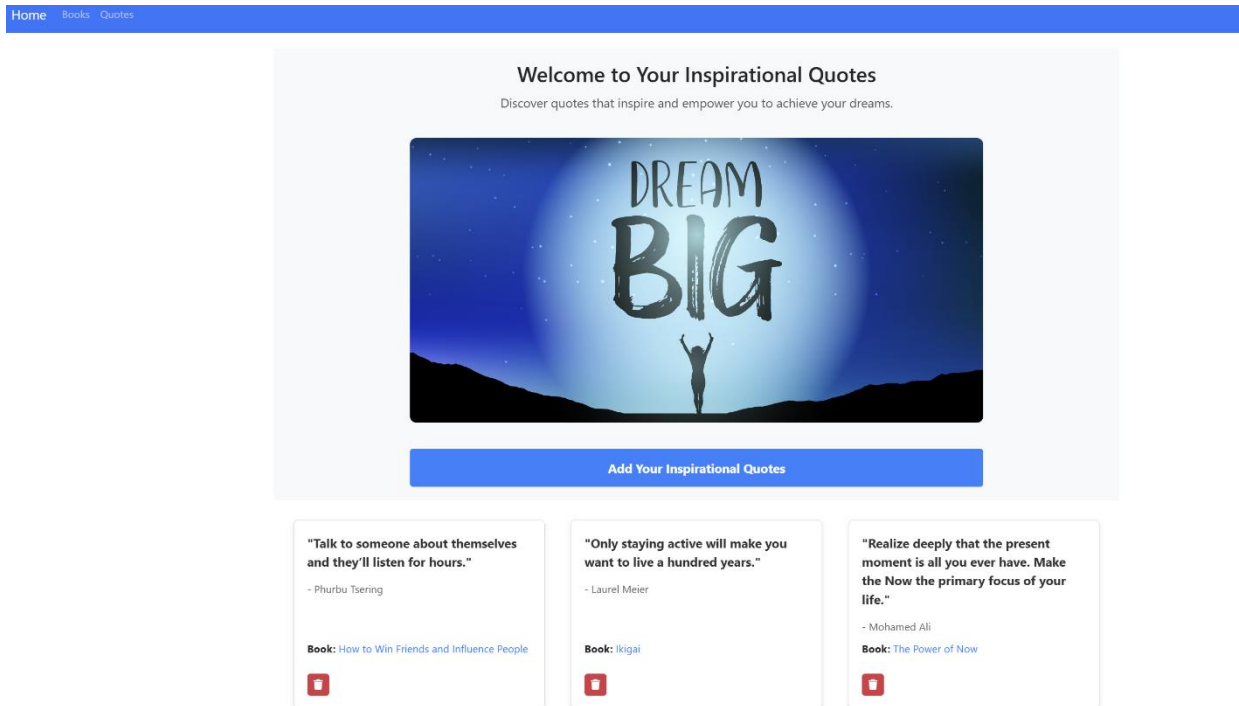 Home Books Quotes
Welcome to Your Inspirational Quotes
Discover quotes that inspire and empower you to achieve your dreams.
DREAM
BIG
Add Your Inspirational Quotes
"Talk to someone about themselves
and they'll listen for hours."
- Phurbu Tsering
Book: How to Win Friends and Influence People
"Only staying active will make you
want to live a hundred years."
- Laurel Meier
Book: Ikigai
"Realize deeply that the present
moment is all you ever have. Make
the Now the primary focus of your
life."
- Mohamed Ali
Book: The Power of Now